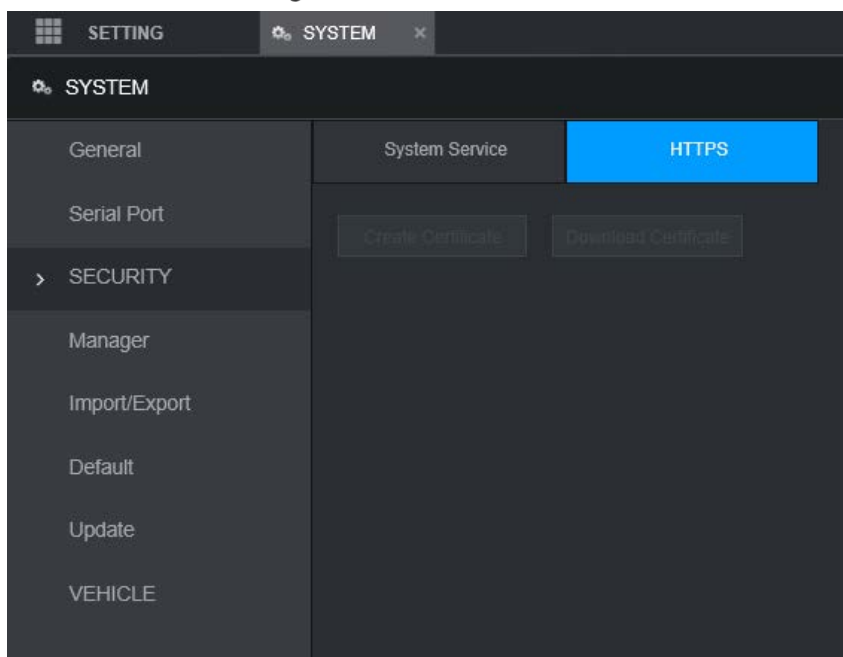 SETTING
SYSTEM ×
SYSTEM
General
System Service
HTTPS
Serial Port
Create Certificate
Download Certificate
SECURITY
Manager
Import/Export
Default
Update
VEHICLE